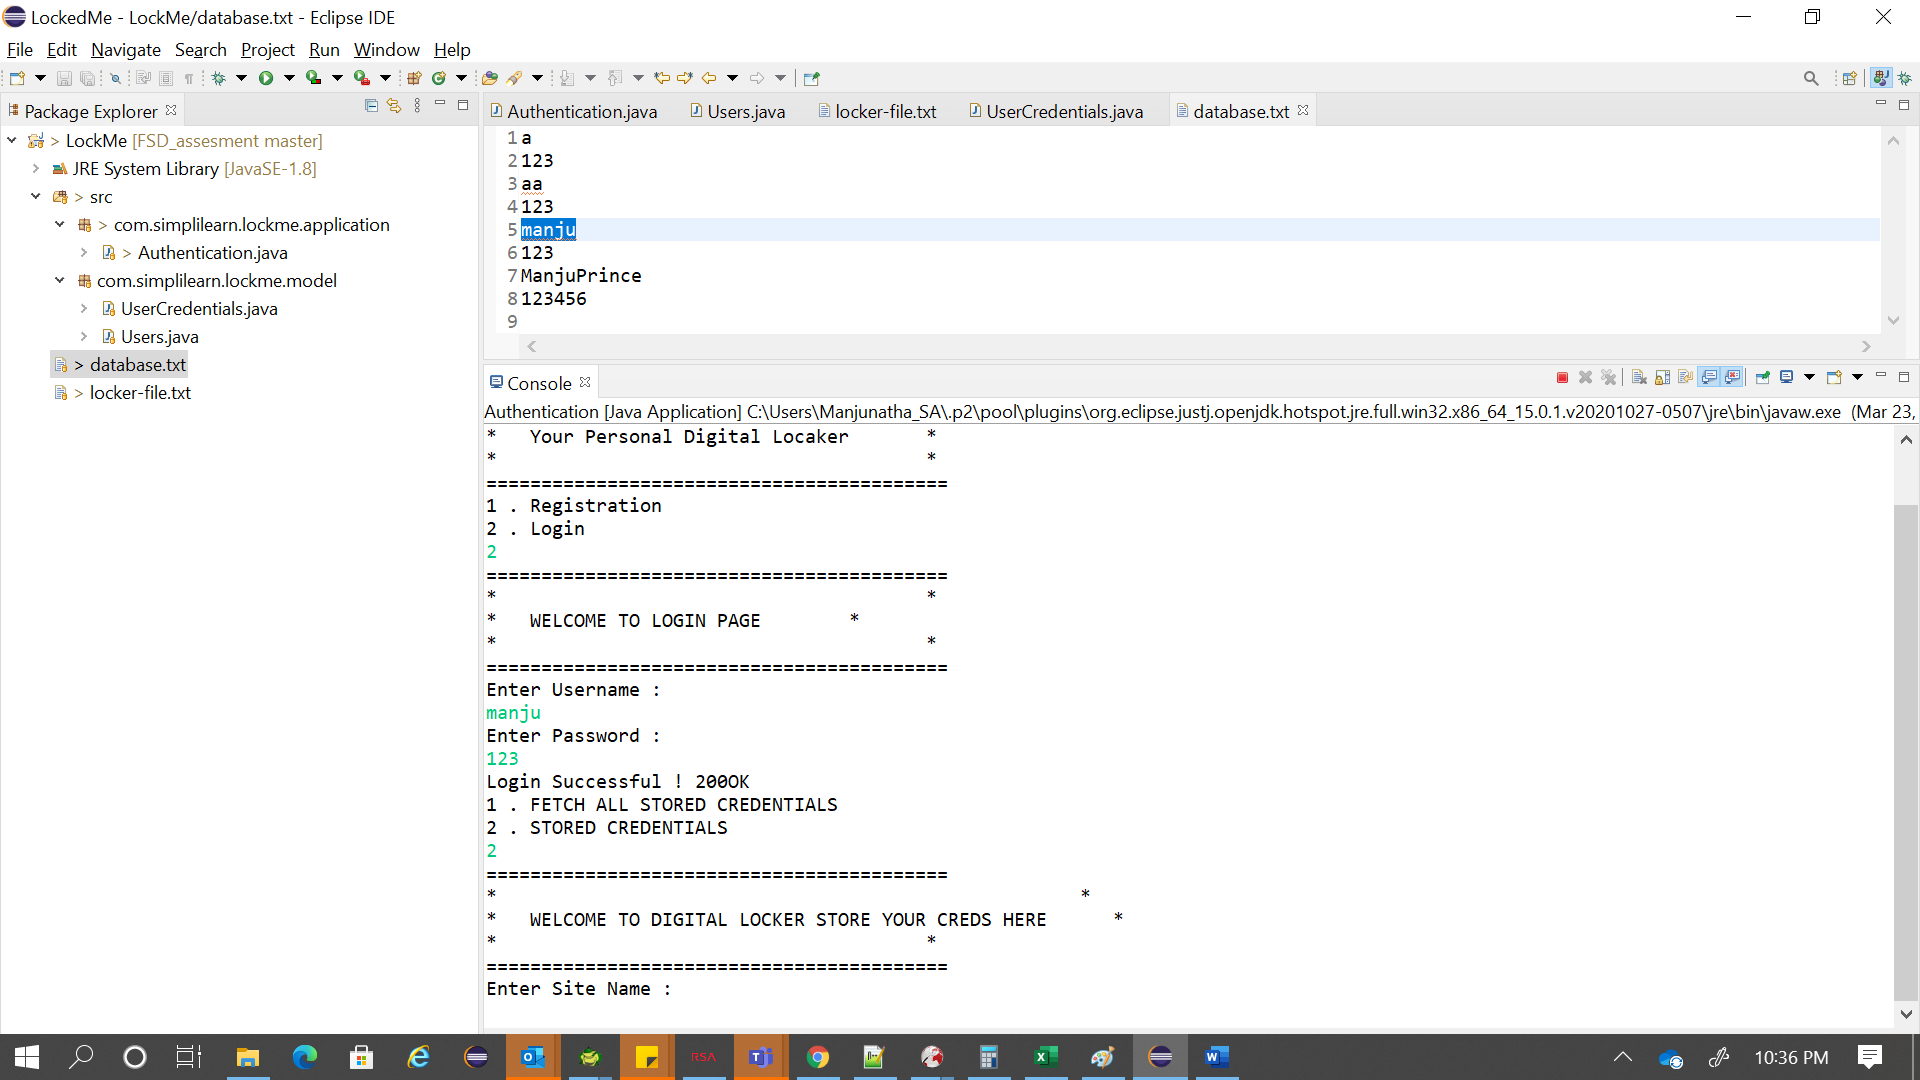 LockedMe - LockMe/database.txt - Eclipse IDE
File Edit Navigate Search Project Run Window Help
Package Explorer
> LockMe [FSD_assesment master]
JRE System Library [JavaSE-1.8]
> src
> com.simplilearn.lockme.application
> Authentication.java
com.simplilearn.lockme.model
UserCredentials.java
Users.java
> database.txt
> locker-file.txt
Authentication.java Users.java locker-file.txt UserCredentials.java database.txt
1 a
2 123
3 aa
4 123
5 manju
6 123
7 ManjuPrince
8 123456
9
Console
Authentication [Java Application] C:\Users\Manjunatha_SA\.p2\pool\plugins\org.eclipse.justj.openjdk.hotspot.jre.full.win32.x86_64_15.0.1.v20201027-0507\jre\bin\javaw.exe (Mar 23,
* Your Personal Digital Locaker *
* *
==========================================
1 . Registration
2 . Login
2
==========================================
* *
* WELCOME TO LOGIN PAGE *
* *
==========================================
Enter Username :
manju
Enter Password :
123
Login Successful ! 200OK
1 . FETCH ALL STORED CREDENTIALS
2 . STORED CREDENTIALS
2
==========================================
* *
* WELCOME TO DIGITAL LOCKER STORE YOUR CREDS HERE *
* *
==========================================
Enter Site Name :
RSA
10:36 PM